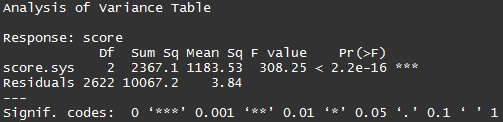 Analysis of Variance Table
Response: score
Df Sum Sq Mean Sq F value Pr(>F)
score.sys 2 2367.1 1183.53 308.25 < 2.2e-16 ***
Residuals 2622 10067.2 3.84
---
Signif. codes: 0 ‘***’ 0.001 ‘**’ 0.01 ‘*’ 0.05 ‘.’ 0.1 ‘ ’ 1